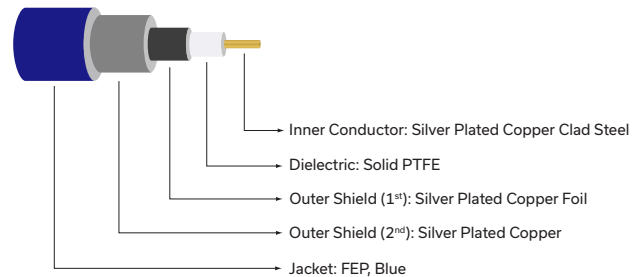 Inner Conductor: Silver Plated Copper Clad Steel
Dielectric: Solid PTFE
Outer Shield (1st): Silver Plated Copper Foil
Outer Shield (2nd): Silver Plated Copper
Jacket: FEP, Blue